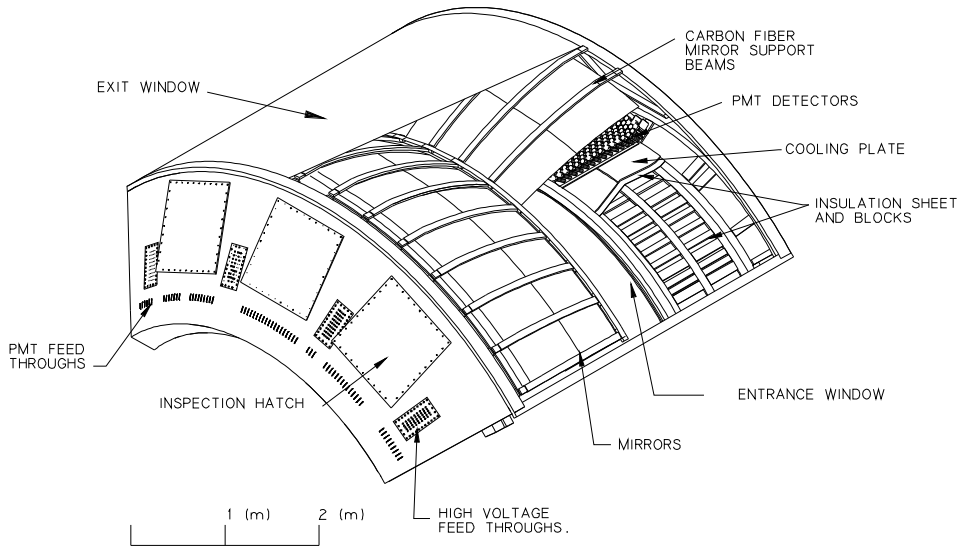 CARBON FIBER
MIRROR SUPPORT
BEAMS
EXIT WINDOW
PMT DETECTORS
COOLING PLATE
INSULATION SHEET
AND BLOCKS
PMT FEED
THROUGHS
INSPECTION HATCH
ENTRANCE WINDOW
MIRRORS
1 (m)
2 (m)
HIGH VOLTAGE
FEED THROUGHS.